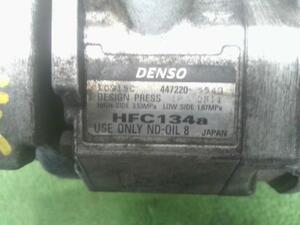 DENSO
10S15C 447220-
DESIGN PRESS
HIGH SIDE 3.53MPa LOW SIDE 1.67MPa
HFC134a
USE ONLY ND-OIL 8 JAPAN